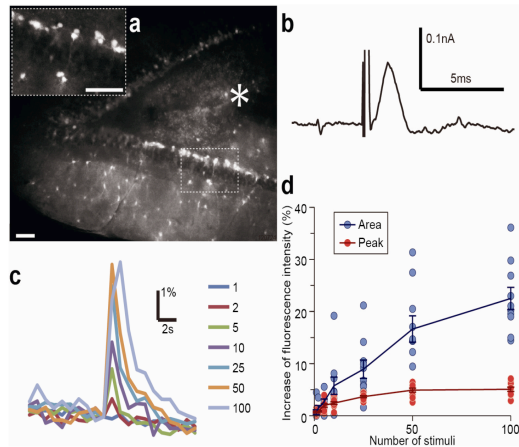 a
*
b
0.1nA
5ms
c
1%
2s
1
2
5
10
25
50
100
d
Increase of fluorescence intensity (%)
40
30
20
10
0
Area
Peak
0
50
100
Number of stimuli